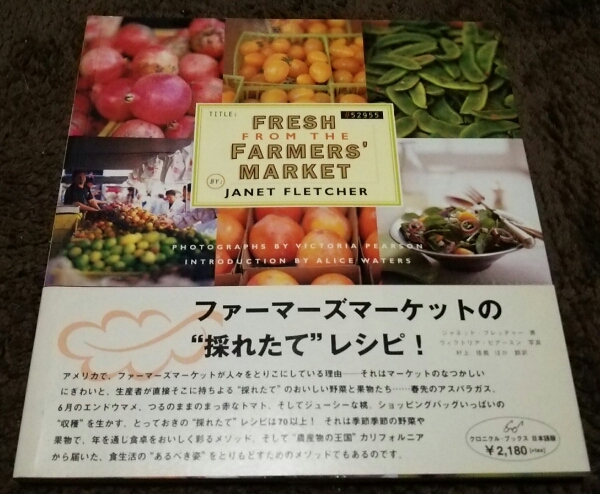 TITLE:
052955
FRESH
FROM THE
FARMERS'
MARKET
BY:
JANET FLETCHER
PHOTOGRAPHS BY VICTORIA PEARSON
INTRODUCTION BY ALICE WATERS
ファーマーズマーケットの
“採れたて”レシピ！
ジャネット・フレッチャー 著
ヴィクトリア・ピアースン 写真
村上 ほか 翻訳
アメリカで、ファーマーズマーケットが人々をとりこにしている理由——それはマーケットのなつかしい
にぎわいと、生産者が直接そこに持ちよる“採れたて”のおいしい野菜と果物たち……春先のアスパラガス、
6月のエンドウマメ、つるのままのまっ赤なトマト、そしてジューシーな桃。ショッピングバッグいっぱいの
“収穫”を生かす、とっておきの“採れたて”レシピは70以上！ それは季節季節の野菜や
果物で、年を通し食卓をおいしく彩るメソッド。そして“農産物の王国”カリフォルニア
から届いた、食生活の“あるべき姿”をとりもどすためのメソッドでもあるのです。
クロニクル・ブックス 日本語版
￥2,180(+tax)